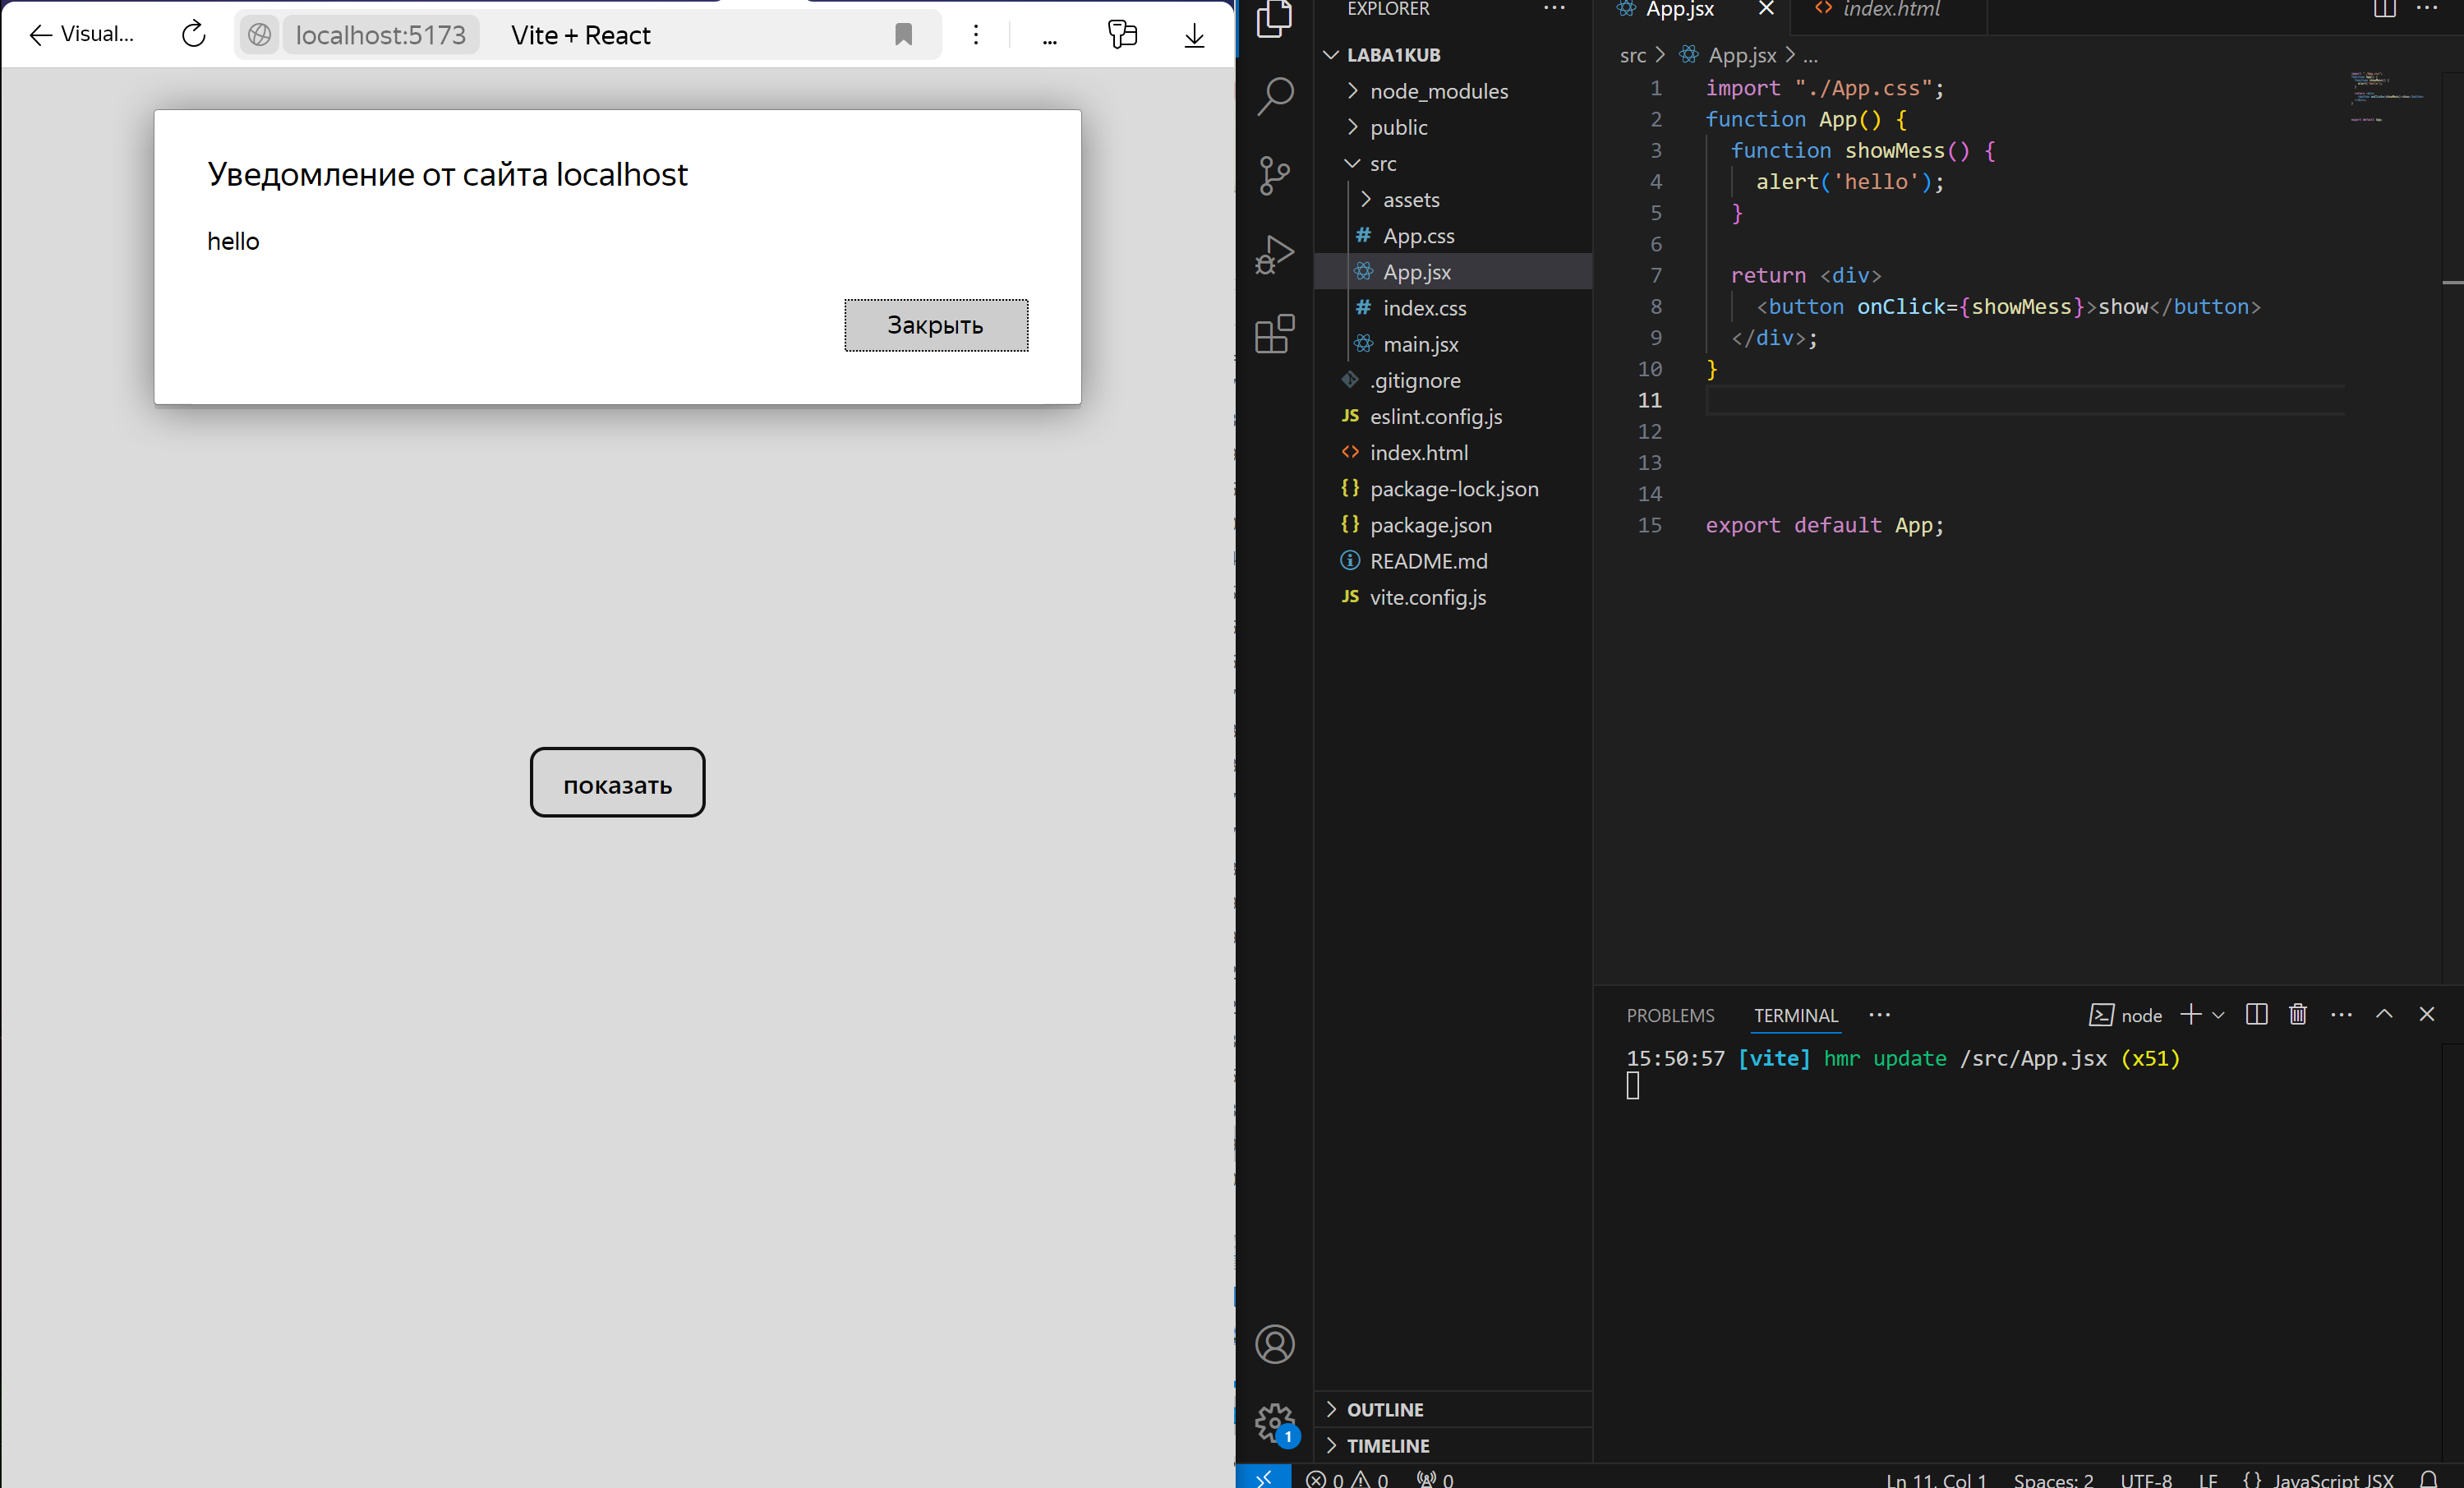 Visual...
localhost:5173
Vite + React
...
Уведомление от сайта localhost
hello
Закрыть
показать
EXPLORER
LABA1KUB
node_modules
public
src
assets
# App.css
App.jsx
# index.css
main.jsx
.gitignore
JS eslint.config.js
<> index.html
{} package-lock.json
{} package.json
README.md
JS vite.config.js
OUTLINE
TIMELINE
1
App.jsx
<> index.html
src > App.jsx > ...
1 import "./App.css";
2 function App() {
3 function showMess() {
4 alert('hello');
5 }
6
7 return <div>
8 <button onClick={showMess}>show</button>
9 </div>;
10 }
11
12
13
14
15 export default App;
PROBLEMS
TERMINAL
node
15:50:57 [vite] hmr update /src/App.jsx (x51)
0 0 0
Ln 11, Col 1
Spaces: 2
UTF-8
LF
{} JavaScript JSX